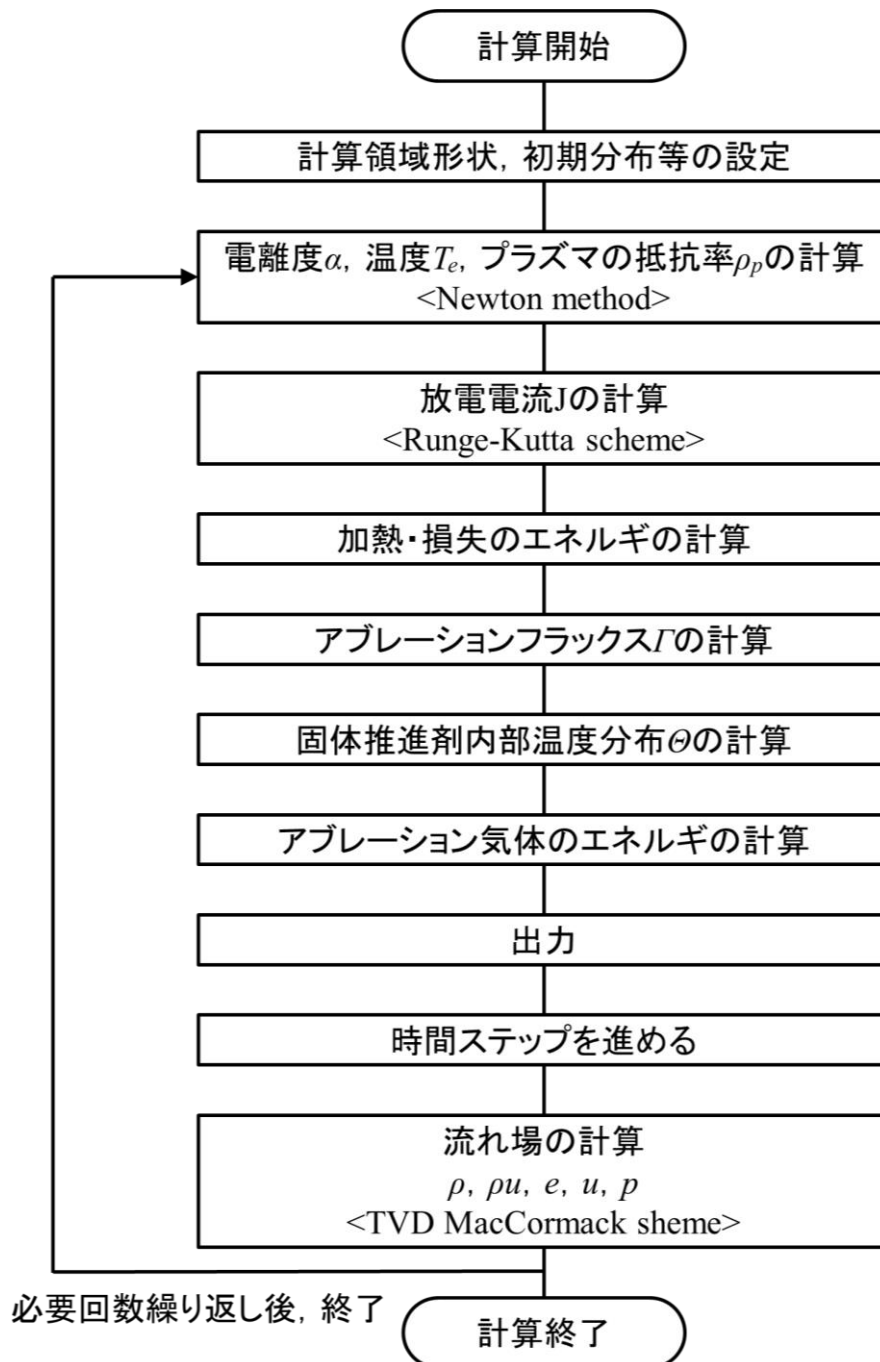 計算開始
計算領域形状，初期分布等の設定
電離度α，温度Te，プラズマの抵抗率ρpの計算
<Newton method>
放電電流Jの計算
<Runge-Kutta scheme>
加熱・損失のエネルギの計算
アブレーションフラックスΓの計算
固体推進剤内部温度分布Θの計算
アブレーション気体のエネルギの計算
出力
時間ステップを進める
流れ場の計算
ρ，ρu，e，u，p
<TVD MacCormack sheme>
必要回数繰り返し後，終了
計算終了